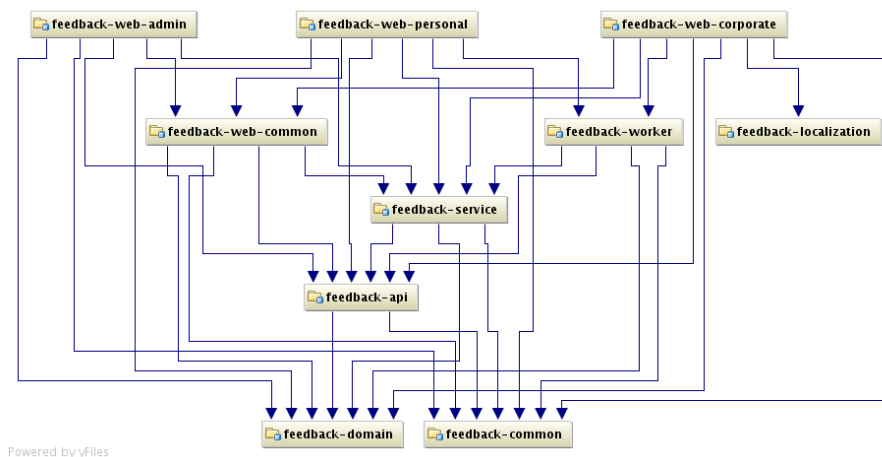 feedback-web-admin
feedback-web-personal
feedback-web-corporate
feedback-web-common
feedback-worker
feedback-localization
feedback-service
feedback-api
feedback-domain
feedback-common
Powered by yFiles